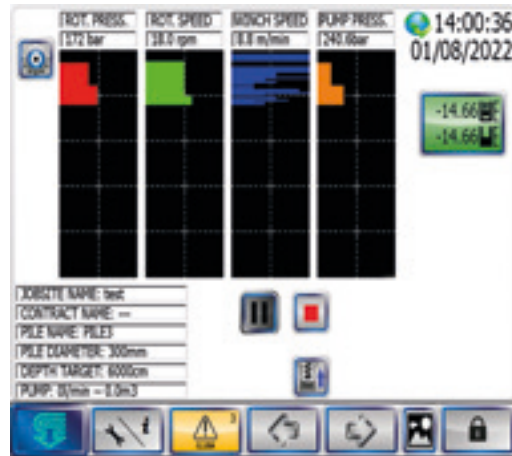 ROT. PRESS.
172 bar
ROT. SPEED
18.0 rpm
WINCH SPEED
8.8 m/min
PUMP PRESS.
240.6bar
14:00:36
01/08/2022
-14.66
-14.66
JOBSITE NAME: test
CONTRACT NAME: --
PILE NAME: PILE3
PILE DIAMETER: 300mm
DEPTH TARGET: 6000cm
PUMP: 0l/min -- 0.0m3
i
3